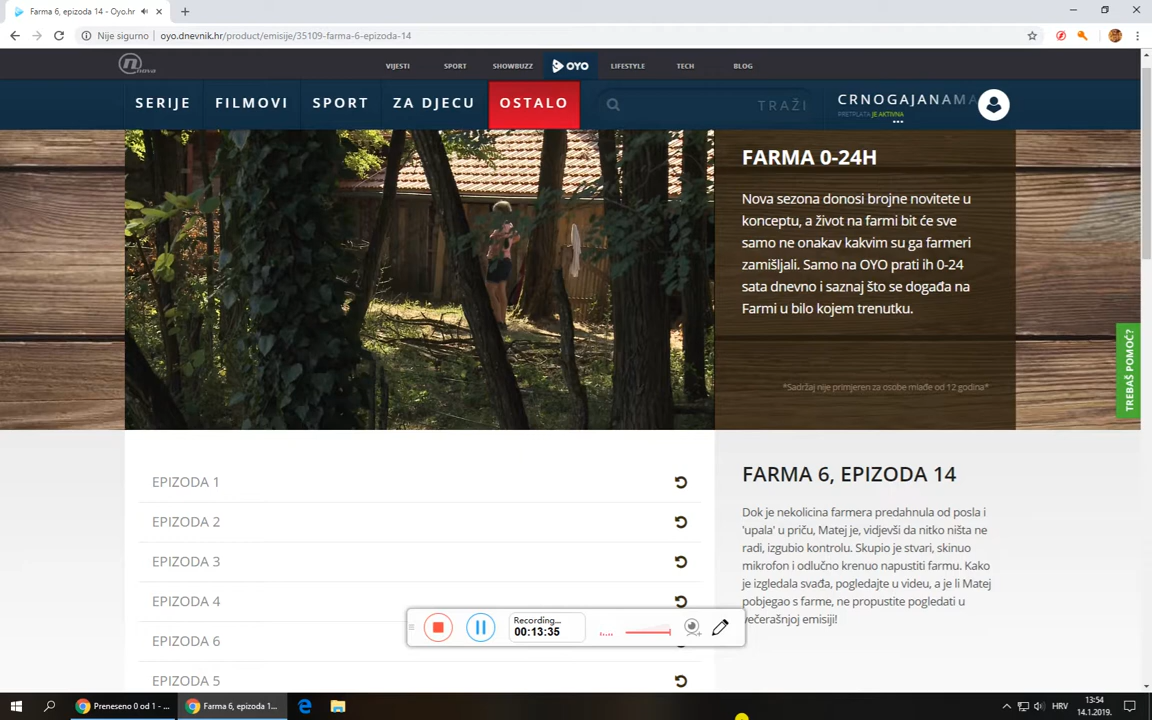 Farma 6, epizoda 14 - Oyo.hr
Nije sigurno
oyo.dnevnik.hr/product/emisije/35109-farma-6-epizoda-14
nova
VIJESTI
SPORT
SHOWBUZZ
OYO
LIFESTYLE
TECH
BLOG
SERIJE
FILMOVI
SPORT
ZA DJECU
OSTALO
TRAŽI
CRNOGAJANAMA
PRETPLATA JE AKTIVNA
FARMA 0-24H
Nova sezona donosi brojne novitete u
konceptu, a život na farmi bit će sve
samo ne onakav kakvim su ga farmeri
zamišljali. Samo na OYO prati ih 0-24
sata dnevno i saznaj što se događa na
Farmi u bilo kojem trenutku.
*Sadržaj nije primjeren za osobe mlađe od 12 godina*
TREBAŠ POMOĆ?
EPIZODA 1
EPIZODA 2
EPIZODA 3
EPIZODA 4
EPIZODA 6
EPIZODA 5
FARMA 6, EPIZODA 14
Dok je nekolicina farmera predahnula od posla i
'upala' u priču, Matej je, vidjevši da nitko ništa ne
radi, izgubio kontrolu. Skupio je stvari, skinuo
mikrofon i odlučno krenuo napustiti farmu. Kako
je izgledala svađa, pogledajte u videu, a je li Matej
pobjegao s farme, ne propustite pogledati u
večerašnjoj emisiji!
Recording...
00:13:35
Preneseno 0 od 1 - ...
Farma 6, epizoda 1...
HRV
13:54
14.1.2019.